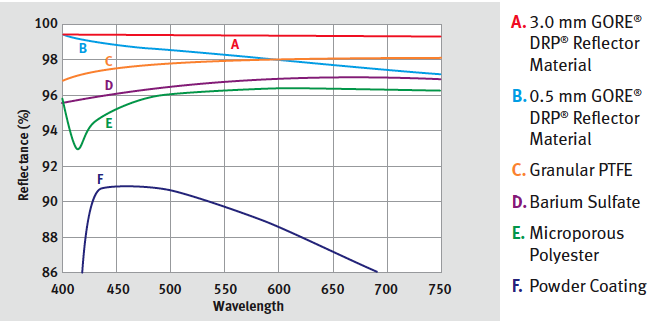 100
98
96
94
92
90
88
86
Reflectance (%)
A
B
C
D
E
F
400 450 500 550 600 650 700 750
Wavelength
A. 3.0 mm GORE®
DRP® Reflector
Material
B. 0.5 mm GORE®
DRP® Reflector
Material
C. Granular PTFE
D. Barium Sulfate
E. Microporous
Polyester
F. Powder Coating